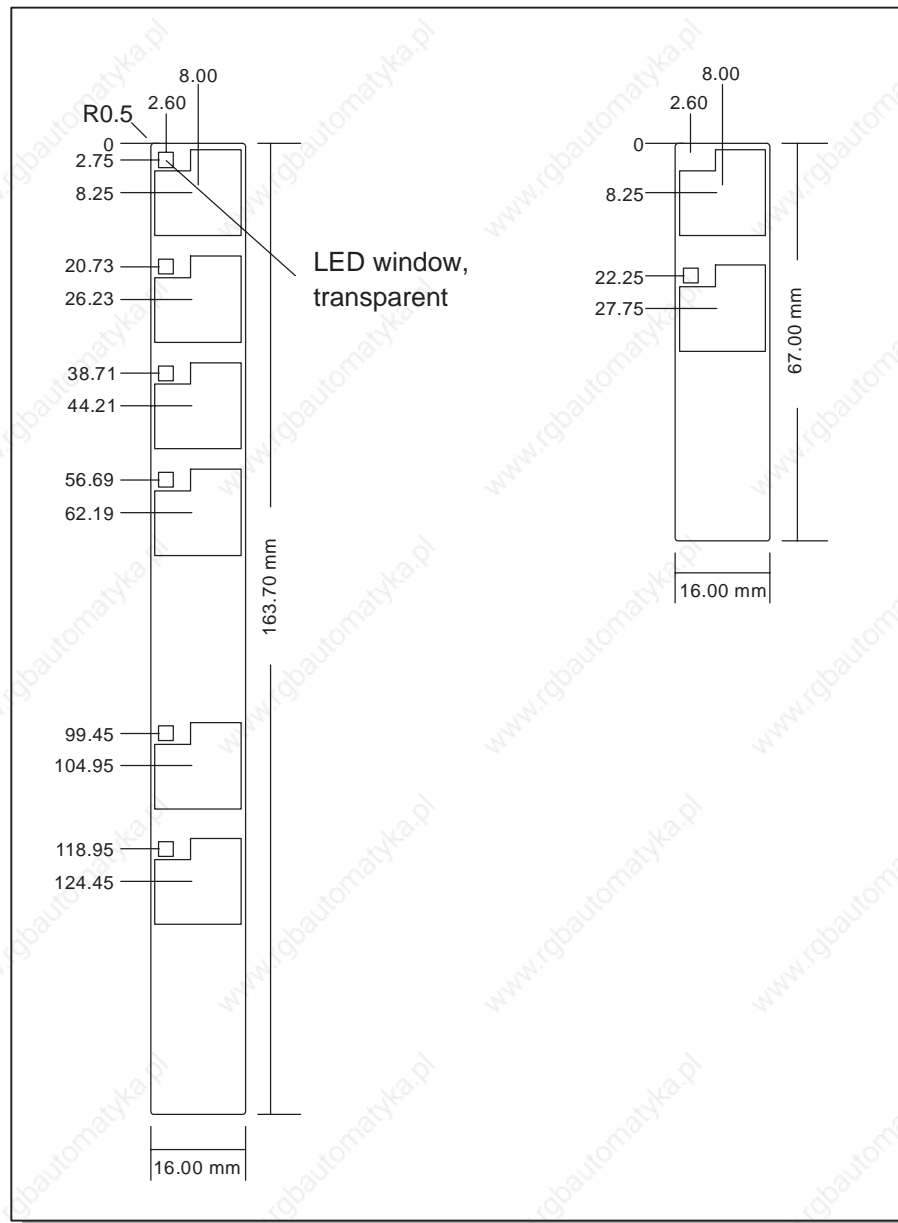 8.00
2.60
R0.5
0
2.75
8.25
LED window,
transparent
20.73
26.23
38.71
44.21
56.69
62.19
163.70 mm
99.45
104.95
118.95
124.45
16.00 mm
8.00
2.60
0
8.25
22.25
27.75
67.00 mm
16.00 mm
www.rgbautomatyka.pl